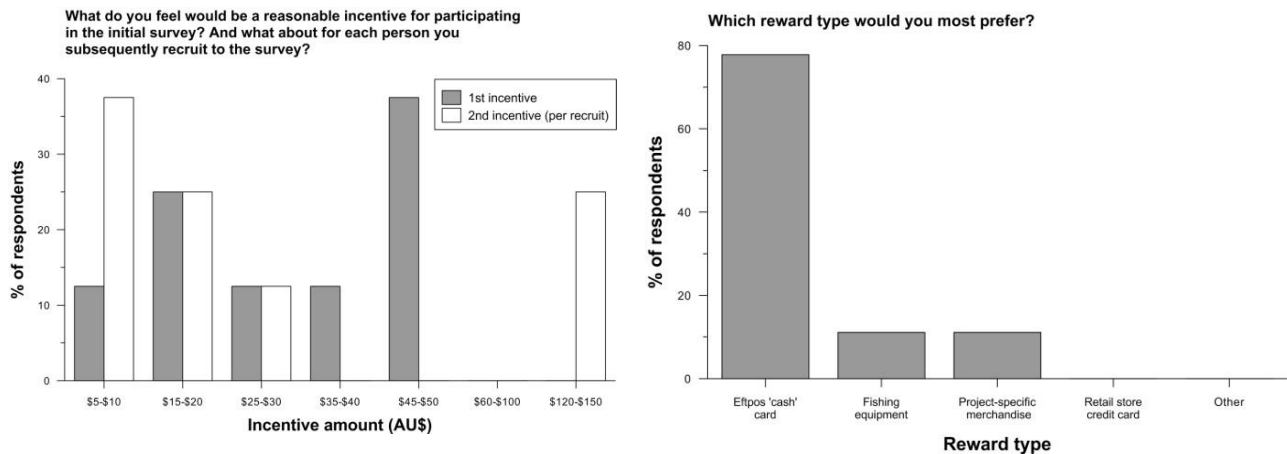 What do you feel would be a reasonable incentive for participating
in the initial survey? And what about for each person you
subsequently recruit to the survey?
40
30
20
10
0
% of respondents
1st incentive
2nd incentive (per recruit)
$5-$10
$15-$20
$25-$30
$35-$40
$45-$50
$60-$100
$120-$150
Incentive amount (AU$)
Which reward type would you most prefer?
80
60
40
20
0
% of respondents
Eftpos 'cash'
card
Fishing
equipment
Project-specific
merchandise
Retail store
credit card
Other
Reward type